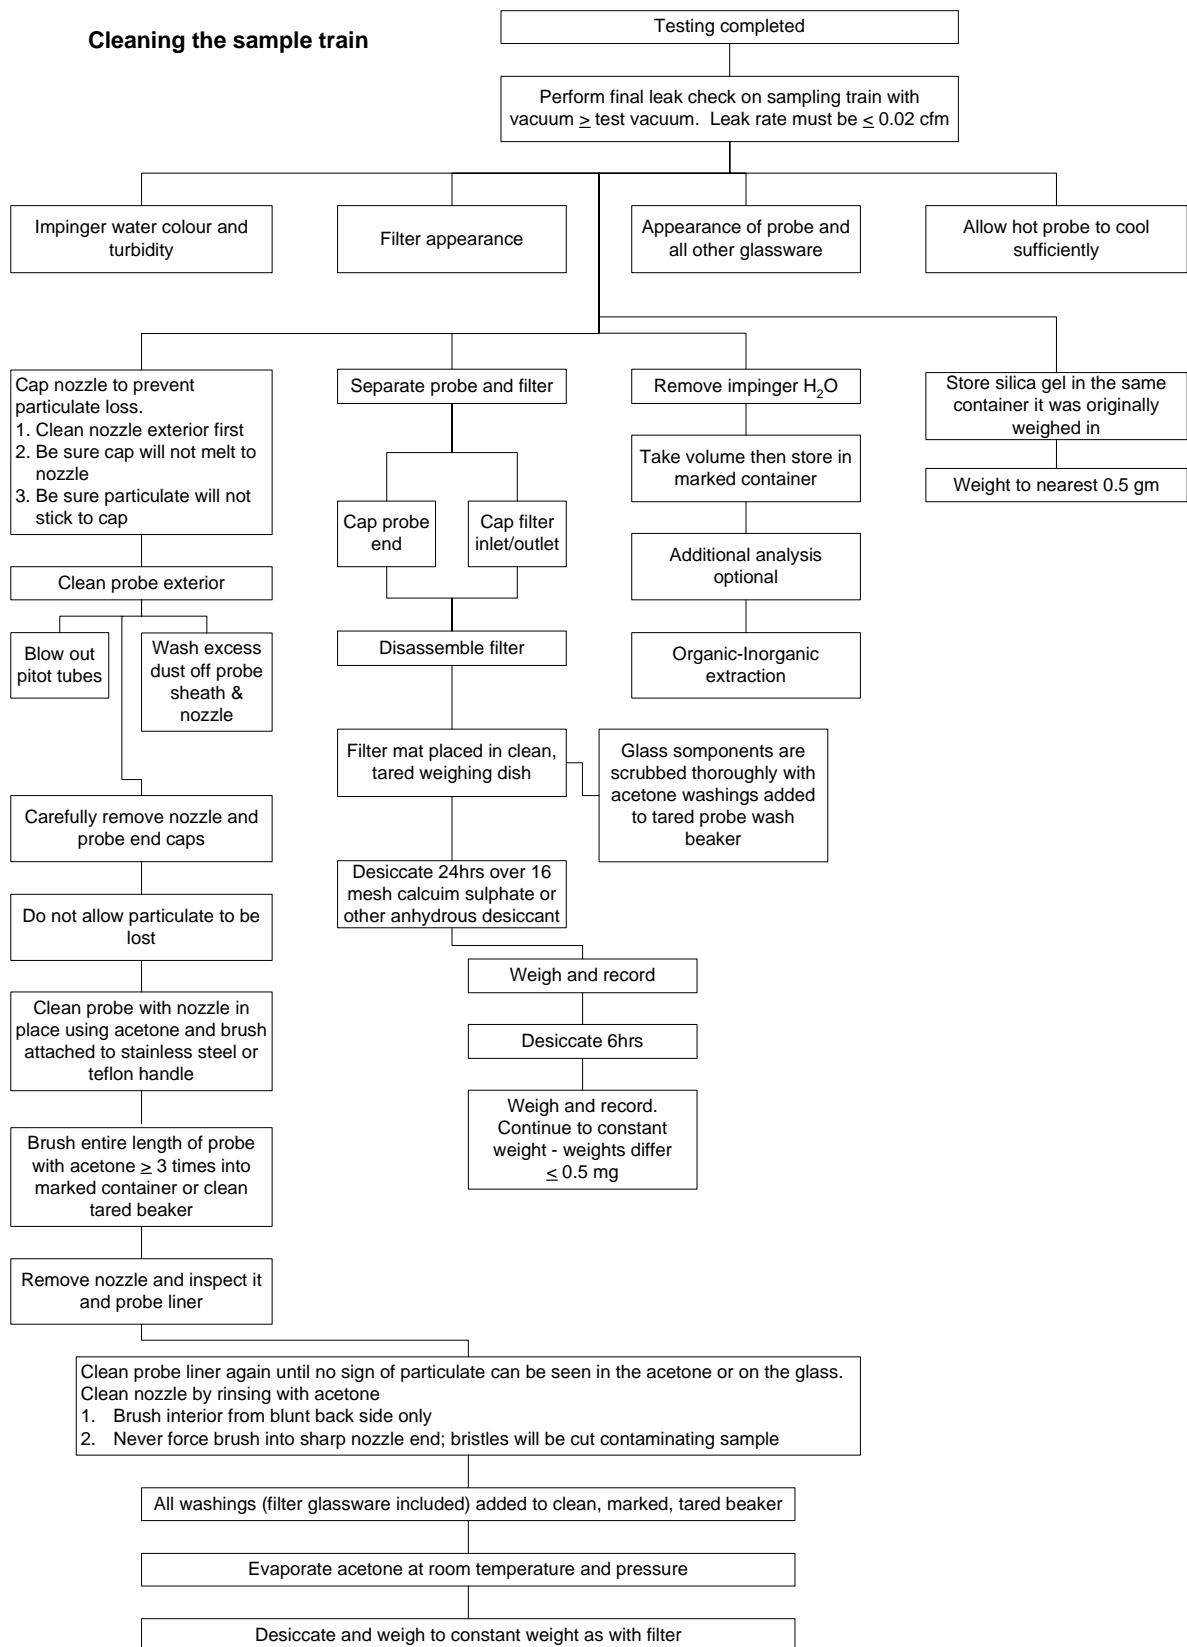 Cleaning the sample train
Testing completed
Perform final leak check on sampling train with
vacuum ≥ test vacuum. Leak rate must be ≤ 0.02 cfm
Impinger water colour and
turbidity
Filter appearance
Appearance of probe and
all other glassware
Allow hot probe to cool
sufficiently
Cap nozzle to prevent
particulate loss.
1. Clean nozzle exterior first
2. Be sure cap will not melt to
nozzle
3. Be sure particulate will not
stick to cap
Separate probe and filter
Remove impinger H₂O
Store silica gel in the same
container it was originally
weighed in
Take volume then store in
marked container
Weight to nearest 0.5 gm
Cap probe
end
Cap filter
inlet/outlet
Additional analysis
optional
Clean probe exterior
Blow out
pitot tubes
Wash excess
dust off probe
sheath &
nozzle
Disassemble filter
Organic-Inorganic
extraction
Filter mat placed in clean,
tared weighing dish
Glass somponents are
scrubbed thoroughly with
acetone washings added
to tared probe wash
beaker
Carefully remove nozzle and
probe end caps
Desiccate 24hrs over 16
mesh calcuim sulphate or
other anhydrous desiccant
Do not allow particulate to be
lost
Weigh and record
Clean probe with nozzle in
place using acetone and brush
attached to stainless steel or
teflon handle
Desiccate 6hrs
Weigh and record.
Continue to constant
weight - weights differ
≤ 0.5 mg
Brush entire length of probe
with acetone ≥ 3 times into
marked container or clean
tared beaker
Remove nozzle and inspect it
and probe liner
Clean probe liner again until no sign of particulate can be seen in the acetone or on the glass.
Clean nozzle by rinsing with acetone
1. Brush interior from blunt back side only
2. Never force brush into sharp nozzle end; bristles will be cut contaminating sample
All washings (filter glassware included) added to clean, marked, tared beaker
Evaporate acetone at room temperature and pressure
Desiccate and weigh to constant weight as with filter